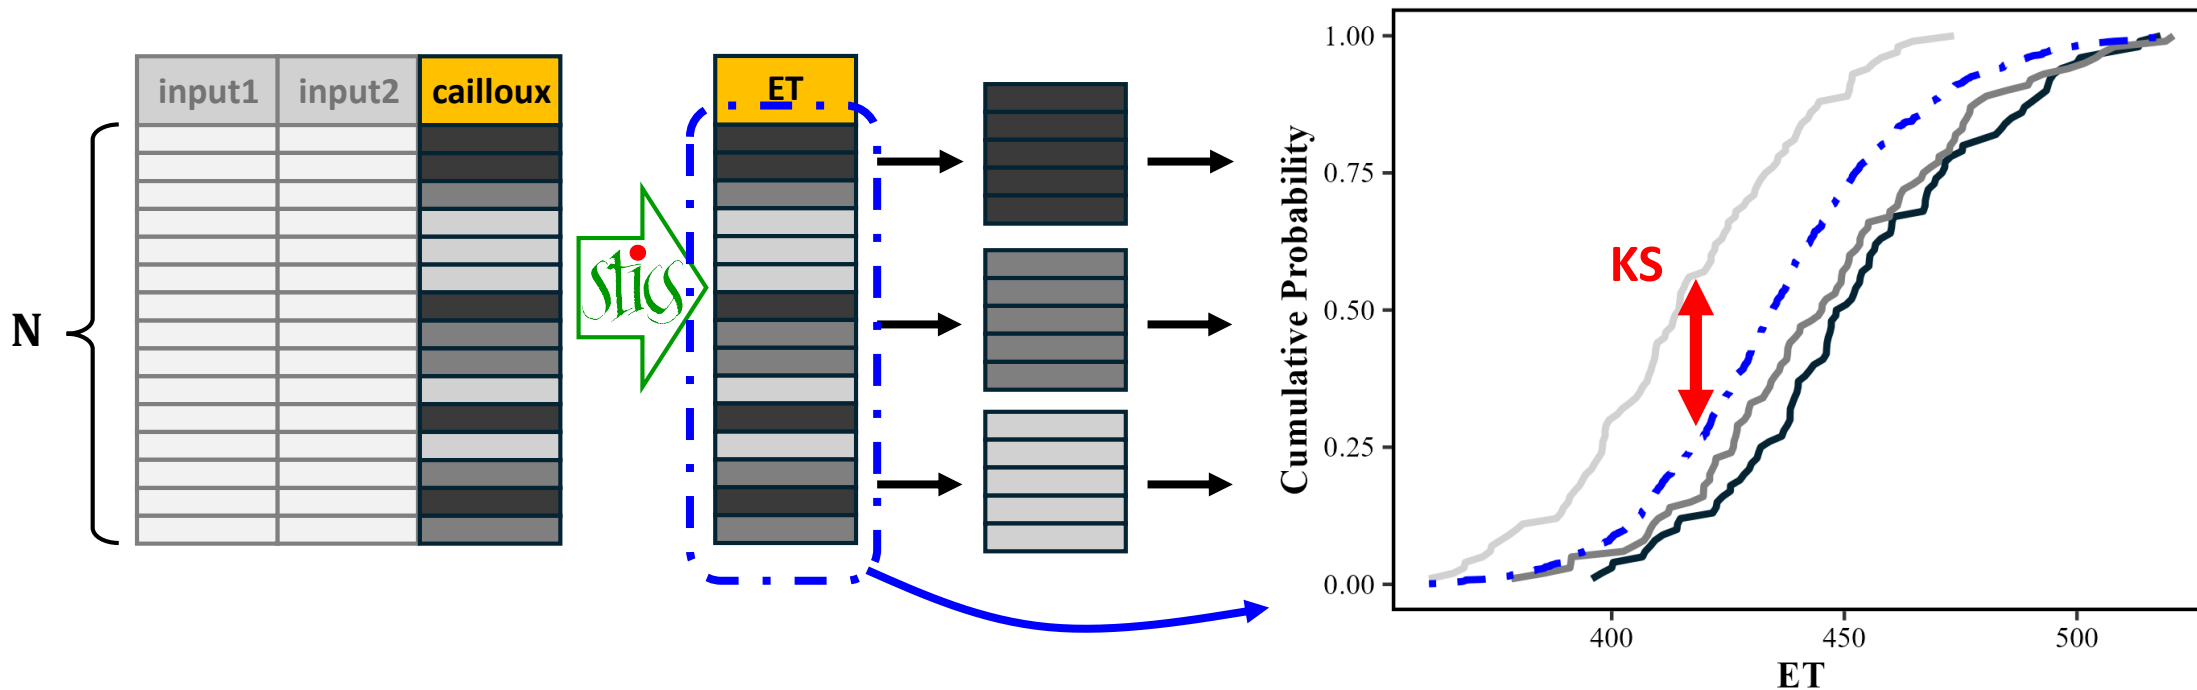 input1 input2 cailloux
N
stics
ET
KS
Cumulative Probability
1.00
0.75
0.50
0.25
0.00
400 450 500
ET